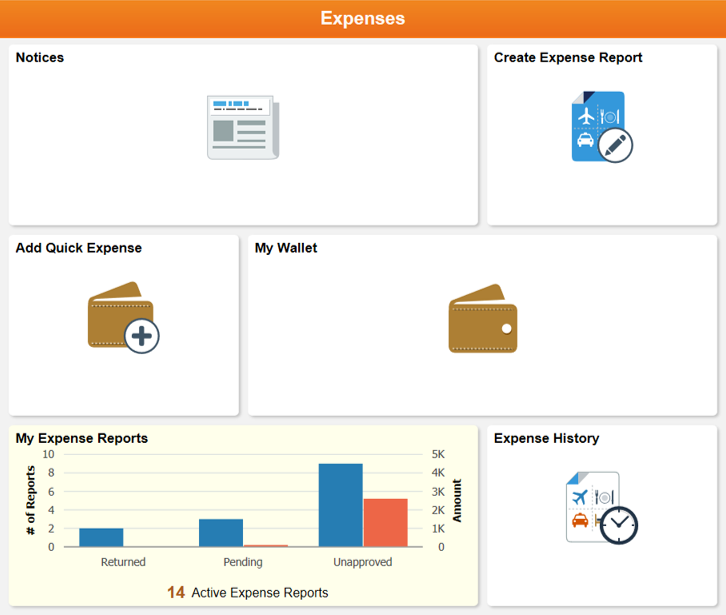 Expenses
Notices
Create Expense Report
Add Quick Expense
My Wallet
My Expense Reports
10
8
6
4
2
0
# of Reports
5K
4K
3K
2K
1K
0
Amount
Returned
Pending
Unapproved
14 Active Expense Reports
Expense History